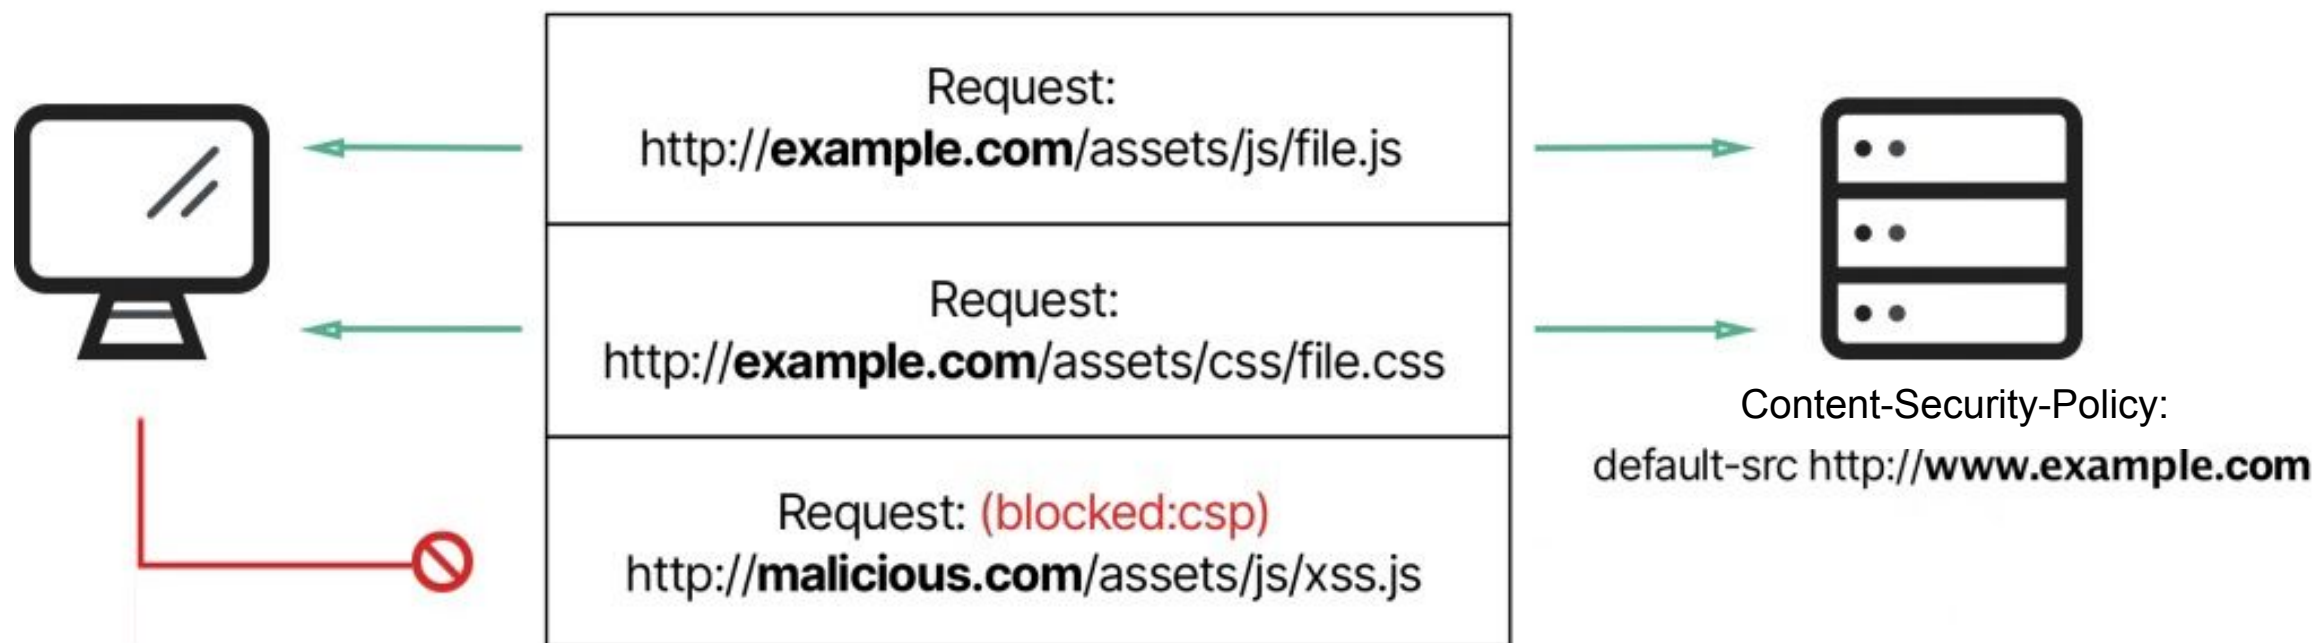 Request:
http://example.com/assets/js/file.js
Request:
http://example.com/assets/css/file.css
Request: (blocked:csp)
http://malicious.com/assets/js/xss.js
Content-Security-Policy:
default-src http://www.example.com